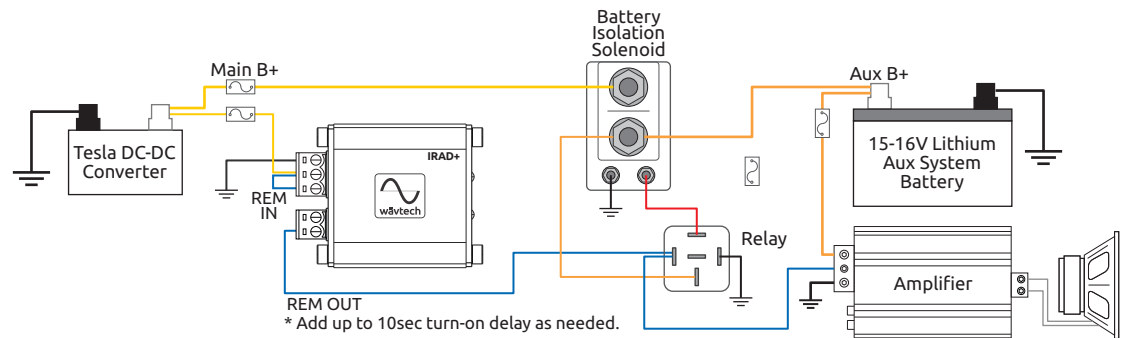 Battery
Isolation
Solenoid
Main B+
Aux B+
Tesla DC-DC
Converter
IRAD+
wāvtech
REM
IN
15-16V Lithium
Aux System
Battery
Relay
Amplifier
REM OUT
* Add up to 10sec turn-on delay as needed.